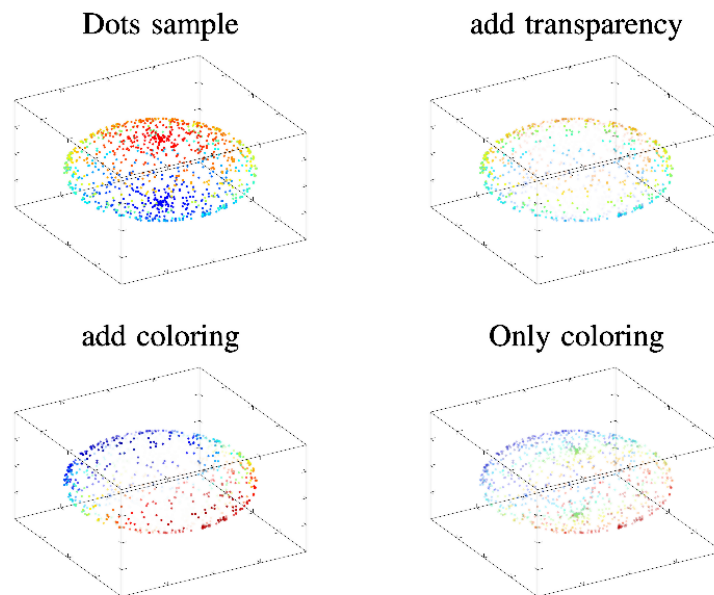 Dots sample
add transparency
add coloring
Only coloring